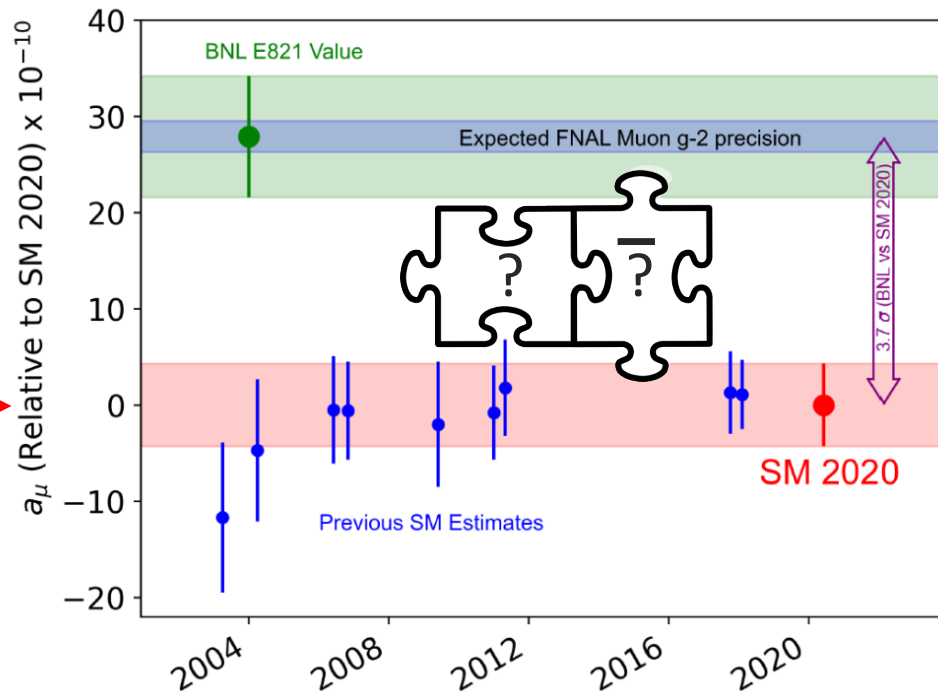 a_μ (Relative to SM 2020) x 10⁻¹⁰
40
30
20
10
0
−10
−20
BNL E821 Value
Expected FNAL Muon g-2 precision
3.7 σ (BNL vs SM 2020)
?
?
SM 2020
Previous SM Estimates
2004
2008
2012
2016
2020